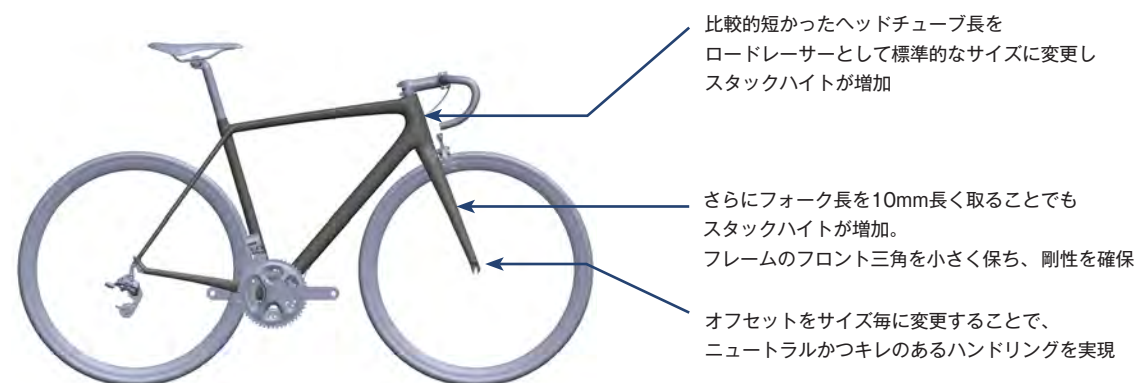 比較的短かったヘッドチューブ長を
ロードレーサーとして標準的なサイズに変更し
スタックハイトが増加
さらにフォーク長を10mm長く取ることでも
スタックハイトが増加。
フレームのフロント三角を小さく保ち、剛性を確保
オフセットをサイズ毎に変更することで、
ニュートラルかつキレのあるハンドリングを実現